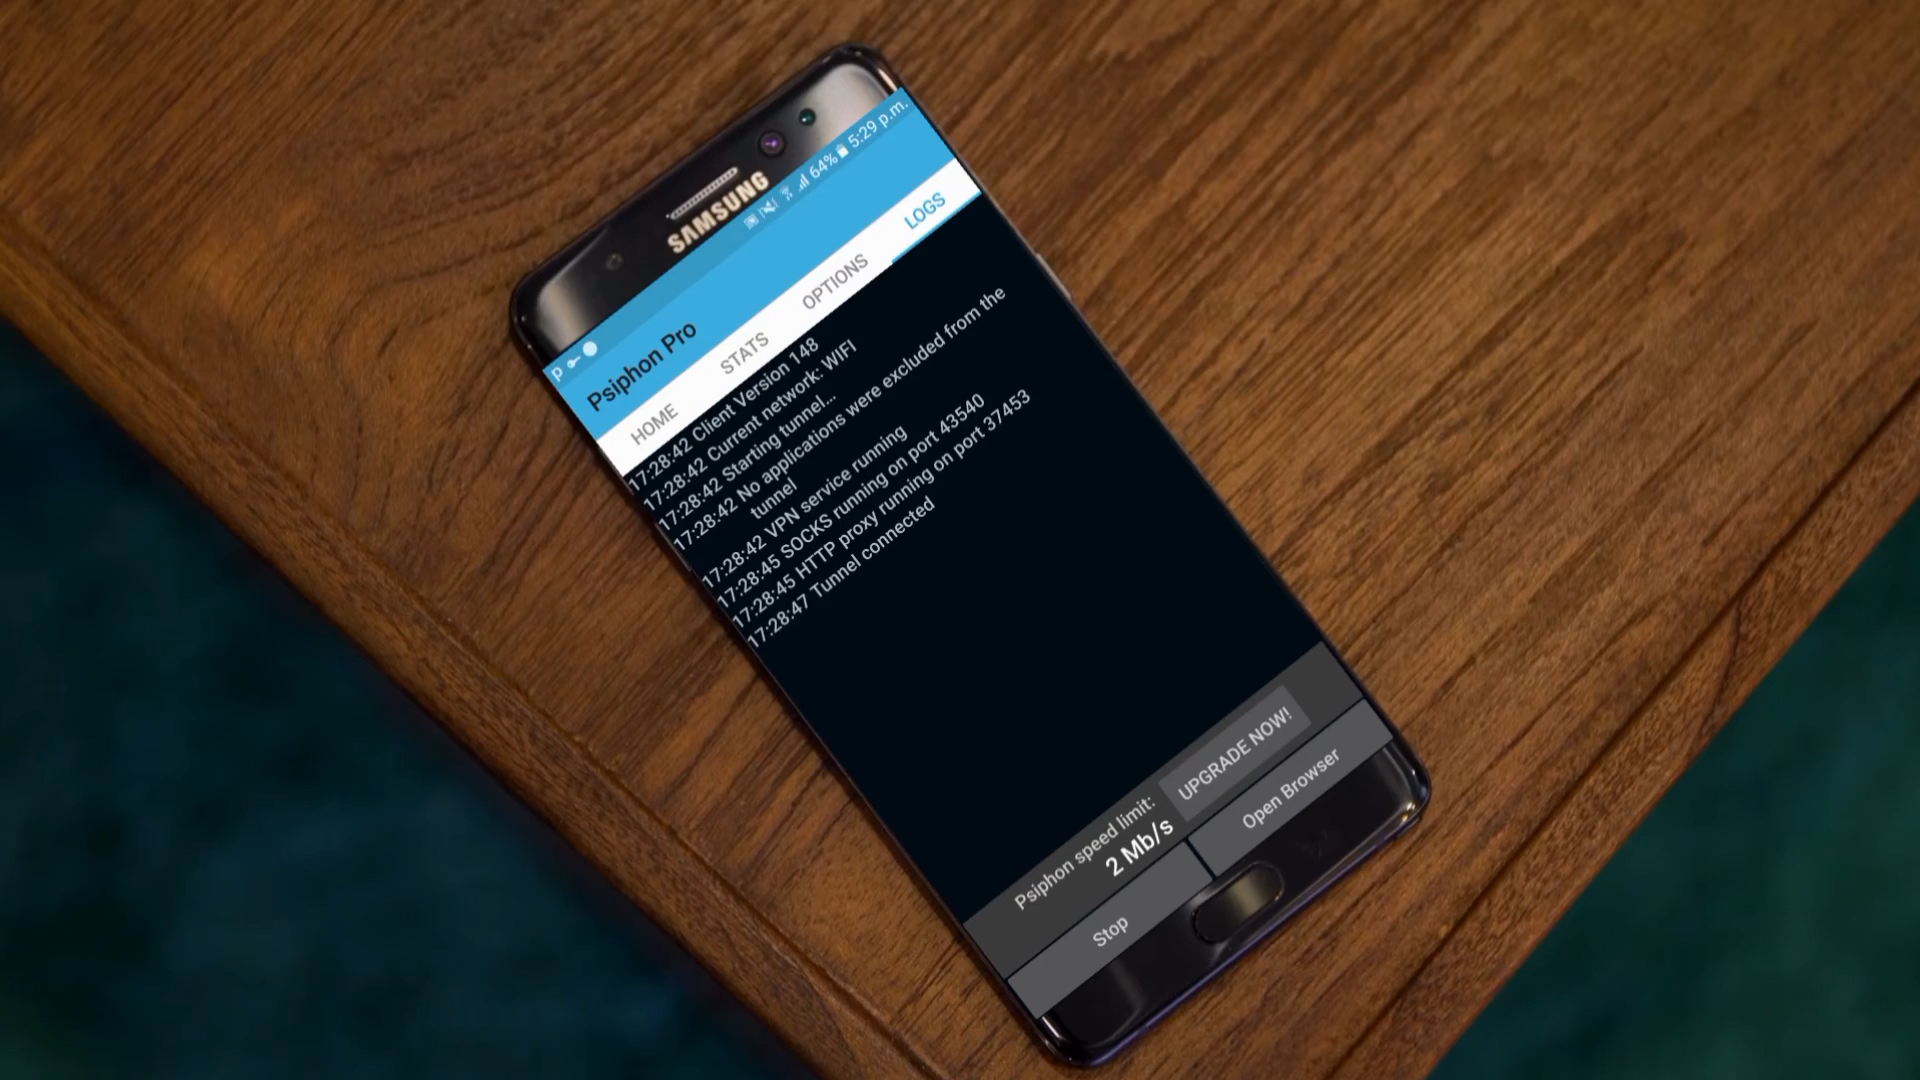 SAMSUNG
64% 5:29 p.m.
Psiphon Pro
HOME STATS OPTIONS LOGS
17:28:42 Client Version 148
17:28:42 Current network: WIFI
17:28:42 Starting tunnel...
17:28:42 No applications were excluded from the
tunnel
17:28:42 VPN service running
17:28:45 SOCKS running on port 43540
17:28:45 HTTP proxy running on port 37453
17:28:47 Tunnel connected
Psiphon speed limit:
2 Mb/s
UPGRADE NOW!
Stop
Open Browser